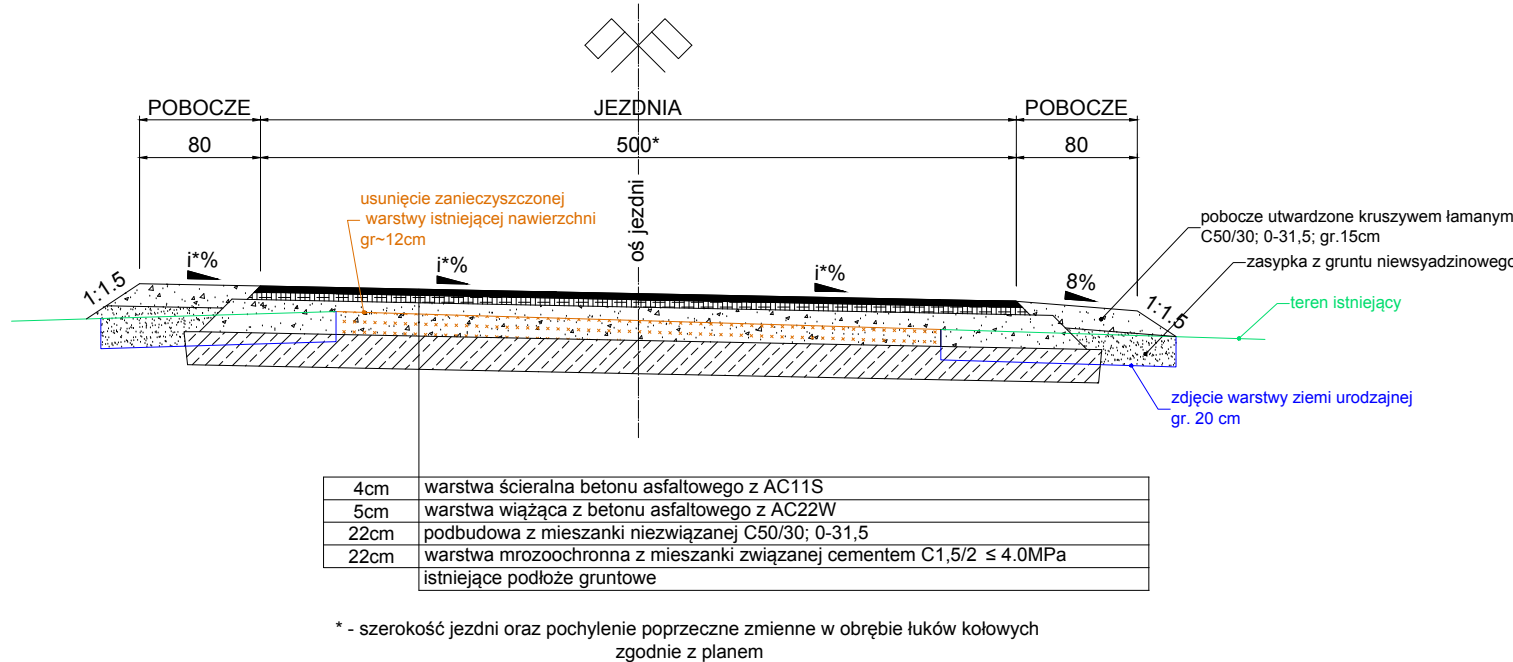 POBOCZE
JEZDNIA
POBOCZE
80
500*
80
oś jezdni
usunięcie zanieczyszczonej
warstwy istniejącej nawierzchni
gr~12cm
pobocze utwardzone kruszywem łamanym
C50/30; 0-31,5; gr.15cm
zasypka z gruntu niewsyadzinowego
teren istniejący
i*%
i*%
i*%
8%
1:1.5
1:1.5
zdjęcie warstwy ziemi urodzajnej
gr. 20 cm
4cm warstwa ścieralna betonu asfaltowego z AC11S
5cm warstwa wiążąca z betonu asfaltowego z AC22W
22cm podbudowa z mieszanki niezwiązanej C50/30; 0-31,5
22cm warstwa mrozoochronna z mieszanki związanej cementem C1,5/2 ≤ 4.0MPa
istniejące podłoże gruntowe
* - szerokość jezdni oraz pochylenie poprzeczne zmienne w obrębie łuków kołowych
zgodnie z planem